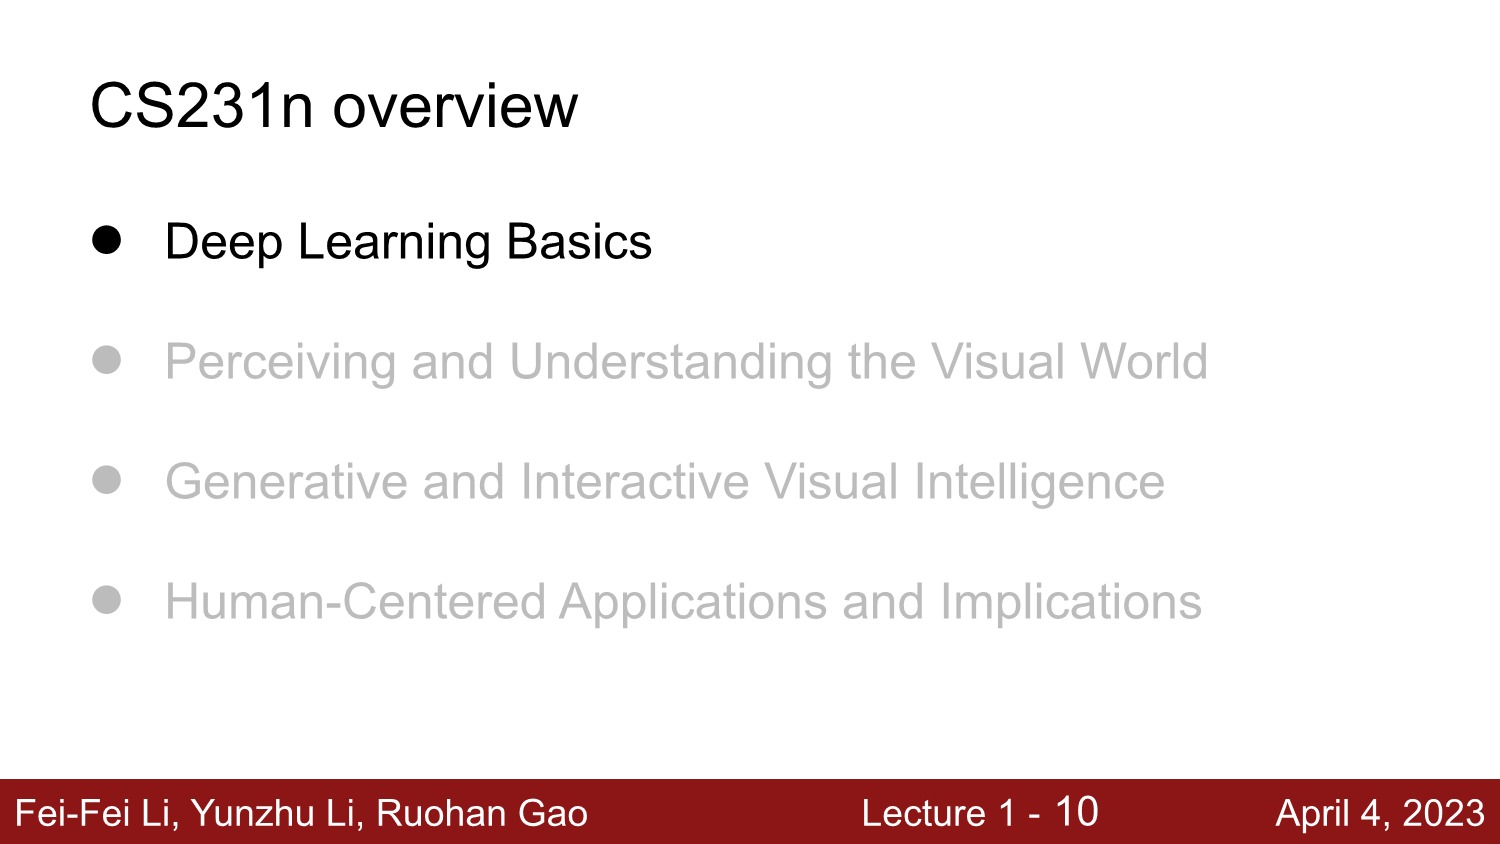 CS231n overview
● Deep Learning Basics
● Perceiving and Understanding the Visual World
● Generative and Interactive Visual Intelligence
● Human-Centered Applications and Implications
Fei-Fei Li, Yunzhu Li, Ruohan Gao Lecture 1 - 10 April 4, 2023